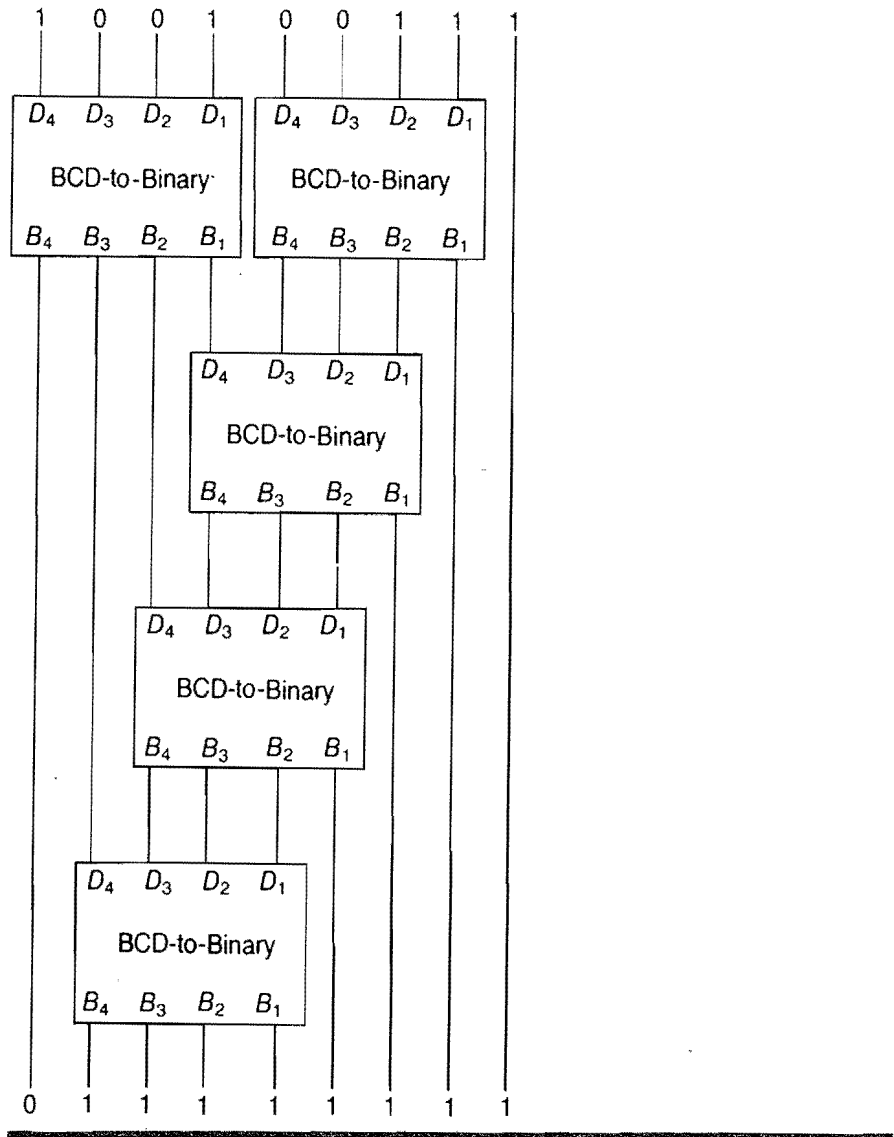 1 0 0 1 0 0 1 1 1
D₄ D₃ D₂ D₁ D₄ D₃ D₂ D₁
BCD-to-Binary BCD-to-Binary
B₄ B₃ B₂ B₁ B₄ B₃ B₂ B₁
D₄ D₃ D₂ D₁
BCD-to-Binary
B₄ B₃ B₂ B₁
D₄ D₃ D₂ D₁
BCD-to-Binary
B₄ B₃ B₂ B₁
D₄ D₃ D₂ D₁
BCD-to-Binary
B₄ B₃ B₂ B₁
0 1 1 1 1 1 1 1